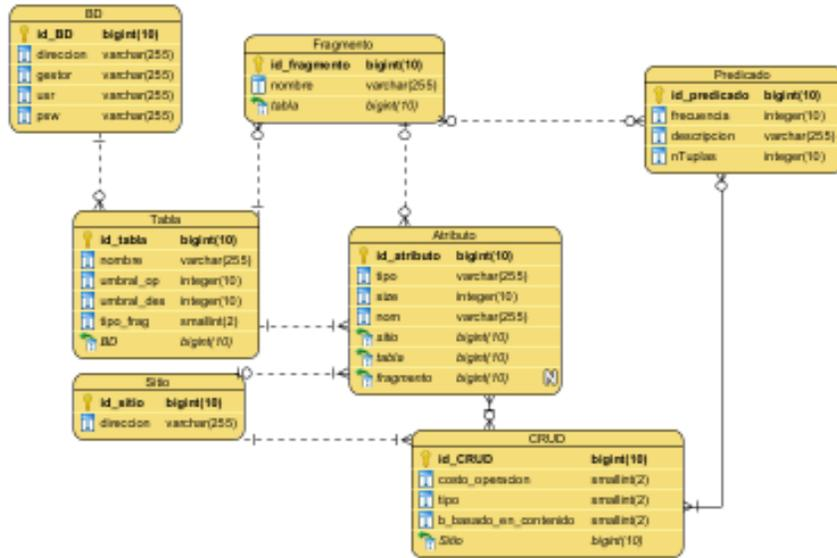 BD
id_BD bigint(10)
direccion varchar(255)
gestor varchar(255)
usr varchar(255)
psw varchar(255)
Fragmento
id_fragmento bigint(10)
nombre varchar(255)
tabla bigint(10)
Predicado
id_predicado bigint(10)
frecuencia integer(10)
descripcion varchar(255)
nTuplas integer(10)
Tabla
id_tabla bigint(10)
nombre varchar(255)
umbral_op integer(10)
umbral_des integer(10)
tipo_frag smallint(2)
BD bigint(10)
Atributo
id_atributo bigint(10)
tipo varchar(255)
size integer(10)
nom varchar(255)
sitio bigint(10)
tabla bigint(10)
fragmento bigint(10) N
Sitio
id_sitio bigint(10)
direccion varchar(255)
CRUD
id_CRUD bigint(10)
costo_operacion smallint(2)
tipo smallint(2)
b_basado_en_contenido smallint(2)
Sitio bigint(10)